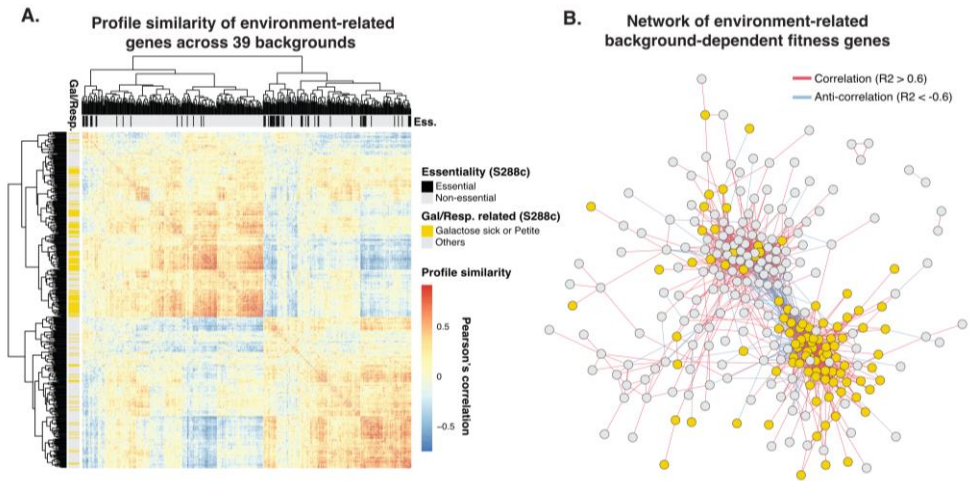 A.
Profile similarity of environment-related
genes across 39 backgrounds
Gal/Resp.
Ess.
Essentiality (S288c)
Essential
Non-essential
Gal/Resp. related (S288c)
Galactose sick or Petite
Others
Profile similarity
0.5
0
−0.5
Pearson's correlation
B.
Network of environment-related
background-dependent fitness genes
Correlation (R2 > 0.6)
Anti-correlation (R2 < -0.6)